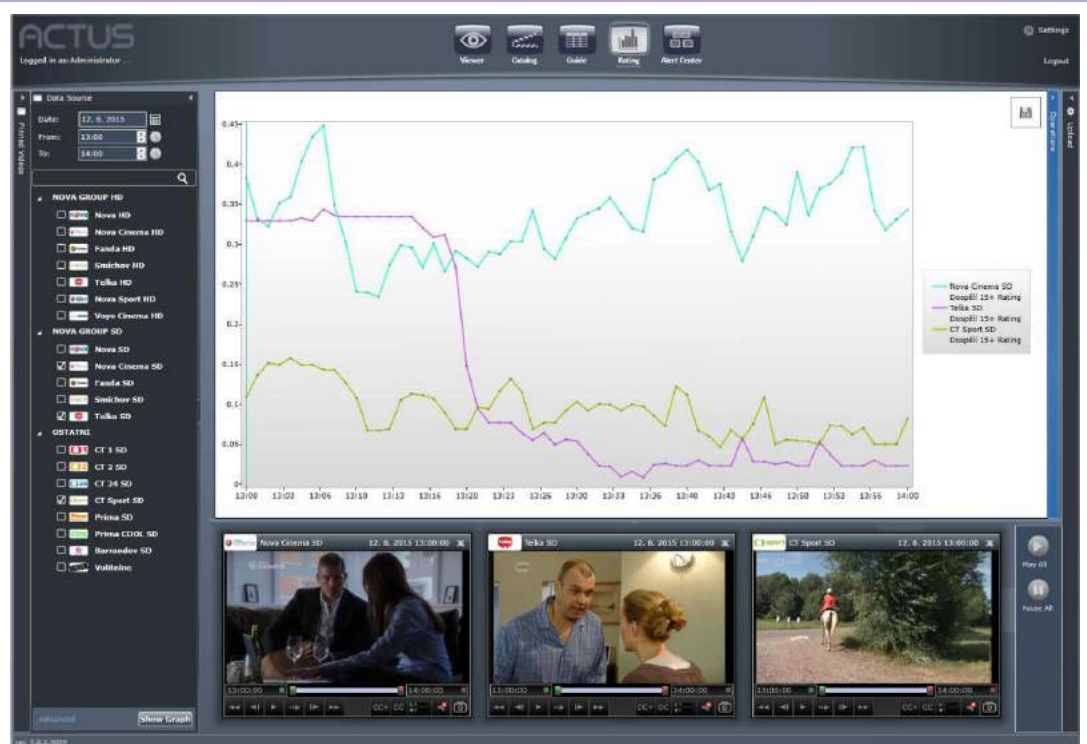 ACTUS
Logged in as: Administrator ...
Viewer
Catalog
Guide
Rating
Alert Center
Settings
Logout
Pinned Videos
Data Source
Date: 12. 8. 2015
From: 13:00
To: 14:00
NOVA GROUP HD
Nova HD
Nova Cinema HD
Fanda HD
Smichov HD
Telka HD
Nova Sport HD
Voyo Cinema HD
NOVA GROUP SD
Nova SD
Nova Cinema SD
Fanda SD
Smichov SD
Telka SD
OSTATNI
CT 1 SD
CT 2 SD
CT 24 SD
CT Sport SD
Prima SD
Prima COOL SD
Barrandov SD
Volitelne
Advanced
Show Graph
0.45
0.4
0.35
0.3
0.25
0.2
0.15
0.1
0.05
0
13:00 13:03 13:06 13:10 13:13 13:16 13:20 13:23 13:26 13:30 13:33 13:36 13:40 13:43 13:46 13:50 13:53 13:56 14:00
Nova Cinema SD
Dospělí 15+ Rating
Telka SD
Dospělí 15+ Rating
CT Sport SD
Dospělí 15+ Rating
Operations
Upload
Nova Cinema SD 12. 8. 2015 13:00:00
13:00:00 14:00:00
CC+ CC
Telka SD 12. 8. 2015 13:00:00
13:00:00 14:00:00
CC+ CC
CT Sport SD 12. 8. 2015 13:00:00
13:00:00 14:00:00
CC+ CC
Play All
Pause All